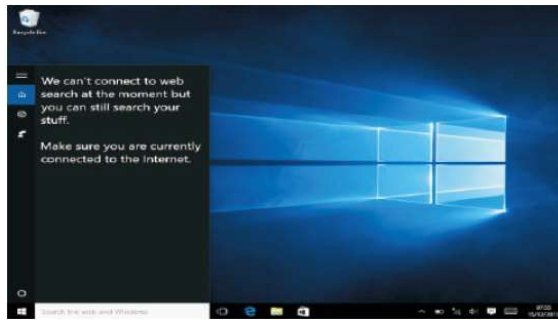 Recycle Bin
We can't connect to web
search at the moment but
you can still search your
stuff.
Make sure you are currently
connected to the Internet.
Search the web and Windows